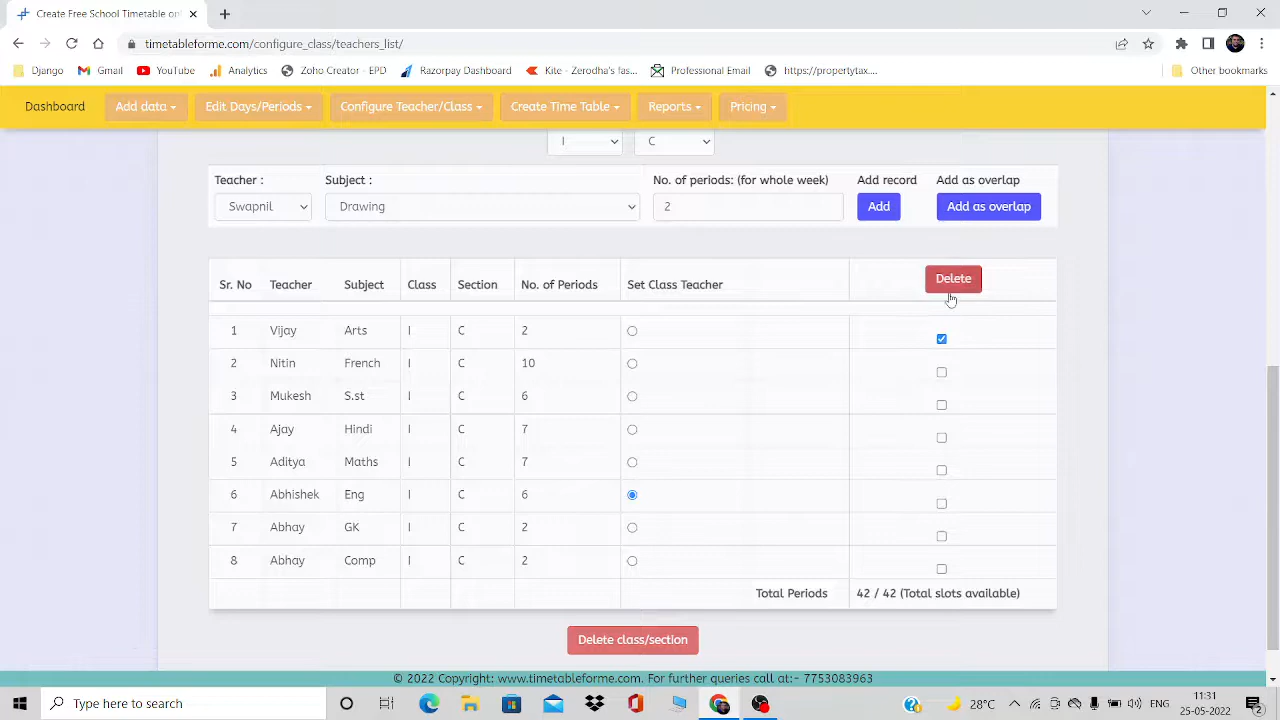 Create Free School Timetable on
timetableforme.com/configure_class/teachers_list/
Django Gmail YouTube Analytics Zoho Creator - EPD Razorpay Dashboard Kite - Zerodha's fas... Professional Email https://propertytax.... Other bookmarks
Dashboard Add data Edit Days/Periods Configure Teacher/Class Create Time Table Reports Pricing
I C
Teacher : Subject : No. of periods: (for whole week) Add record Add as overlap
Swapnil Drawing 2 Add Add as overlap
Sr. No Teacher Subject Class Section No. of Periods Set Class Teacher Delete
1 Vijay Arts I C 2
2 Nitin French I C 10
3 Mukesh S.st I C 6
4 Ajay Hindi I C 7
5 Aditya Maths I C 7
6 Abhishek Eng I C 6
7 Abhay GK I C 2
8 Abhay Comp I C 2
Total Periods 42 / 42 (Total slots available)
Delete class/section
© 2022 Copyright: www.timetableforme.com. For further queries call at:- 7753083963
Type here to search 28°C ENG 11:31
25-05-2022 2